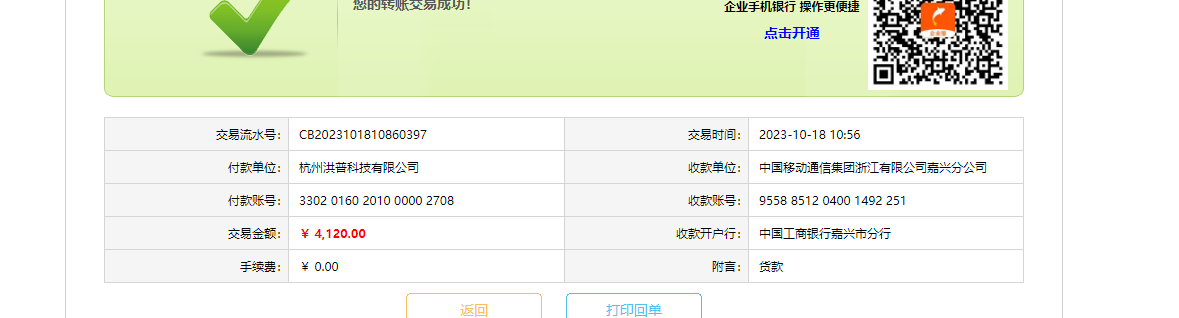 您的转账交易成功！
企业手机银行 操作更便捷
点击开通
企业版
交易流水号： CB2023101810860397 交易时间： 2023-10-18 10:56
付款单位： 杭州洪普科技有限公司 收款单位： 中国移动通信集团浙江有限公司嘉兴分公司
付款账号： 3302 0160 2010 0000 2708 收款账号： 9558 8512 0400 1492 251
交易金额： ￥ 4,120.00 收款开户行： 中国工商银行嘉兴市分行
手续费： ￥ 0.00 附言： 货款
返回 打印回单